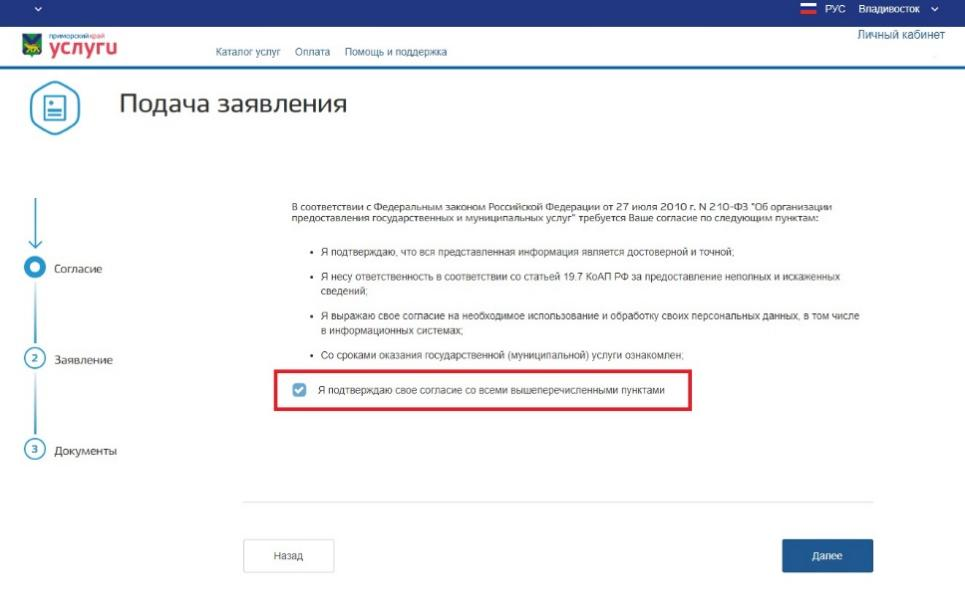 РУС Владивосток
приморский край
услуги
Каталог услуг Оплата Помощь и поддержка
Личный кабинет
Подача заявления
В соответствии с Федеральным законом Российской Федерации от 27 июля 2010 г. N 210-ФЗ "Об организации
предоставления государственных и муниципальных услуг" требуется Ваше согласие по следующим пунктам:
• Я подтверждаю, что вся представленная информация является достоверной и точной;
• Я несу ответственность в соответствии со статьей 19.7 КоАП РФ за предоставление неполных и искаженных
сведений;
• Я выражаю свое согласие на необходимое использование и обработку своих персональных данных, в том числе
в информационных системах;
• Со сроками оказания государственной (муниципальной) услуги ознакомлен;
Я подтверждаю свое согласие со всеми вышеперечисленными пунктами
Согласие
2 Заявление
3 Документы
Назад
Далее